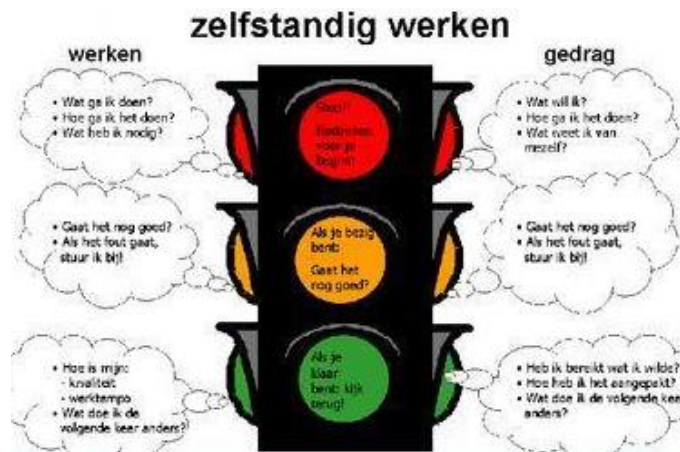 zelfstandig werken
werken
gedrag
• Wat ga ik doen?
• Hoe ga ik het doen?
• Wat heb ik nodig?
Stop!!
voor je
begint!
• Wat wil ik?
• Hoe ga ik het doen?
• Wat weet ik van
mezelf?
• Gaat het nog goed?
• Als het fout gaat,
stuur ik bij!
Als je bezig
bent:
Gaat het
nog goed?
• Gaat het nog goed?
• Als het fout gaat,
stuur ik bij!
• Hoe is mijn:
- kwaliteit
- werktempo
• Wat doe ik de
volgende keer anders?
Als je
klaar
bent: kijk
terug!
• Heb ik bereikt wat ik wilde?
• Hoe heb ik het aangepakt?
• Wat doe ik de volgende keer
anders?